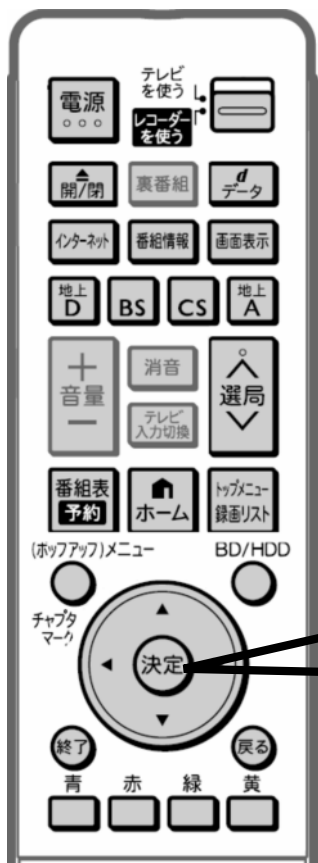 テレビ
を使う
電源
レコーダー
を使う
開/閉
裏番組
d
データ
インターネット
番組情報
画面表示
地上
D
BS
CS
地上
A
＋
音量
－
消音
選局
テレビ
入力切換
番組表
予約
ホーム
トップメニュー
録画リスト
(ポップアップ)メニュー
BD/HDD
チャプタ
マーク
決定
終了
戻る
青
赤
緑
黄